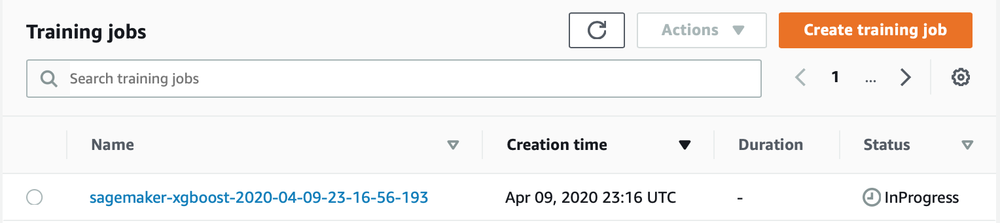 Training jobs
Actions
Create training job
Search training jobs
1 ...
Name Creation time Duration Status
sagemaker-xgboost-2020-04-09-23-16-56-193 Apr 09, 2020 23:16 UTC - InProgress